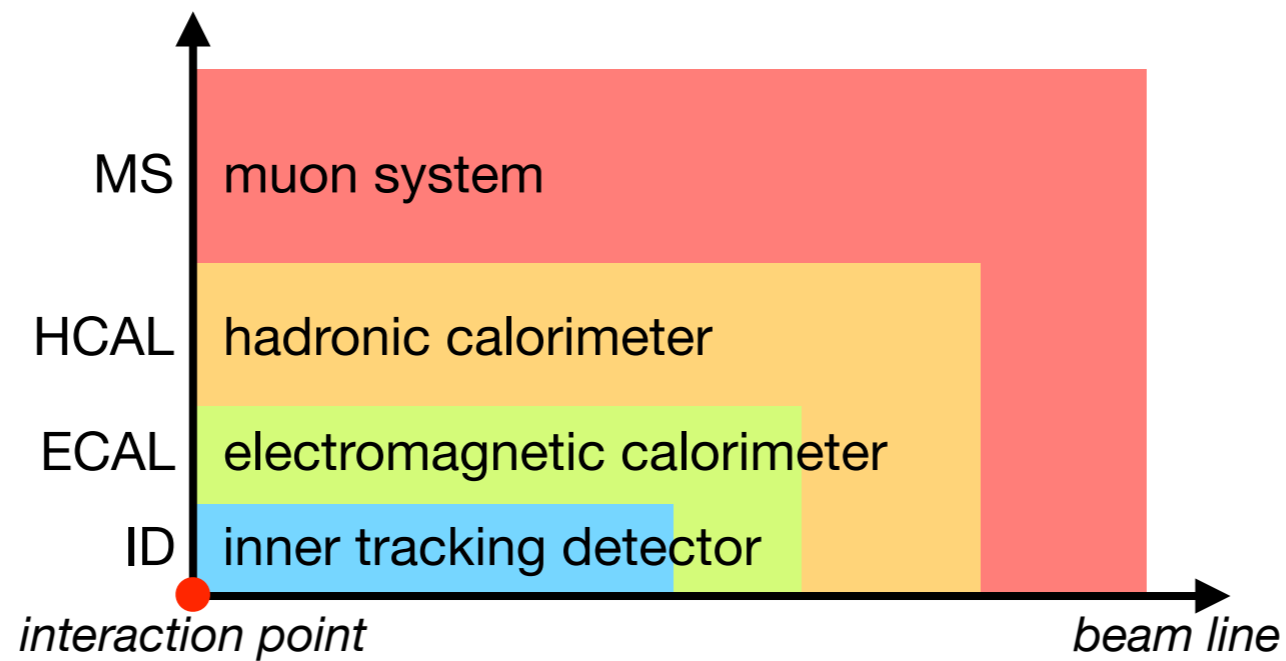 MS muon system
HCAL hadronic calorimeter
ECAL electromagnetic calorimeter
ID inner tracking detector
interaction point beam line